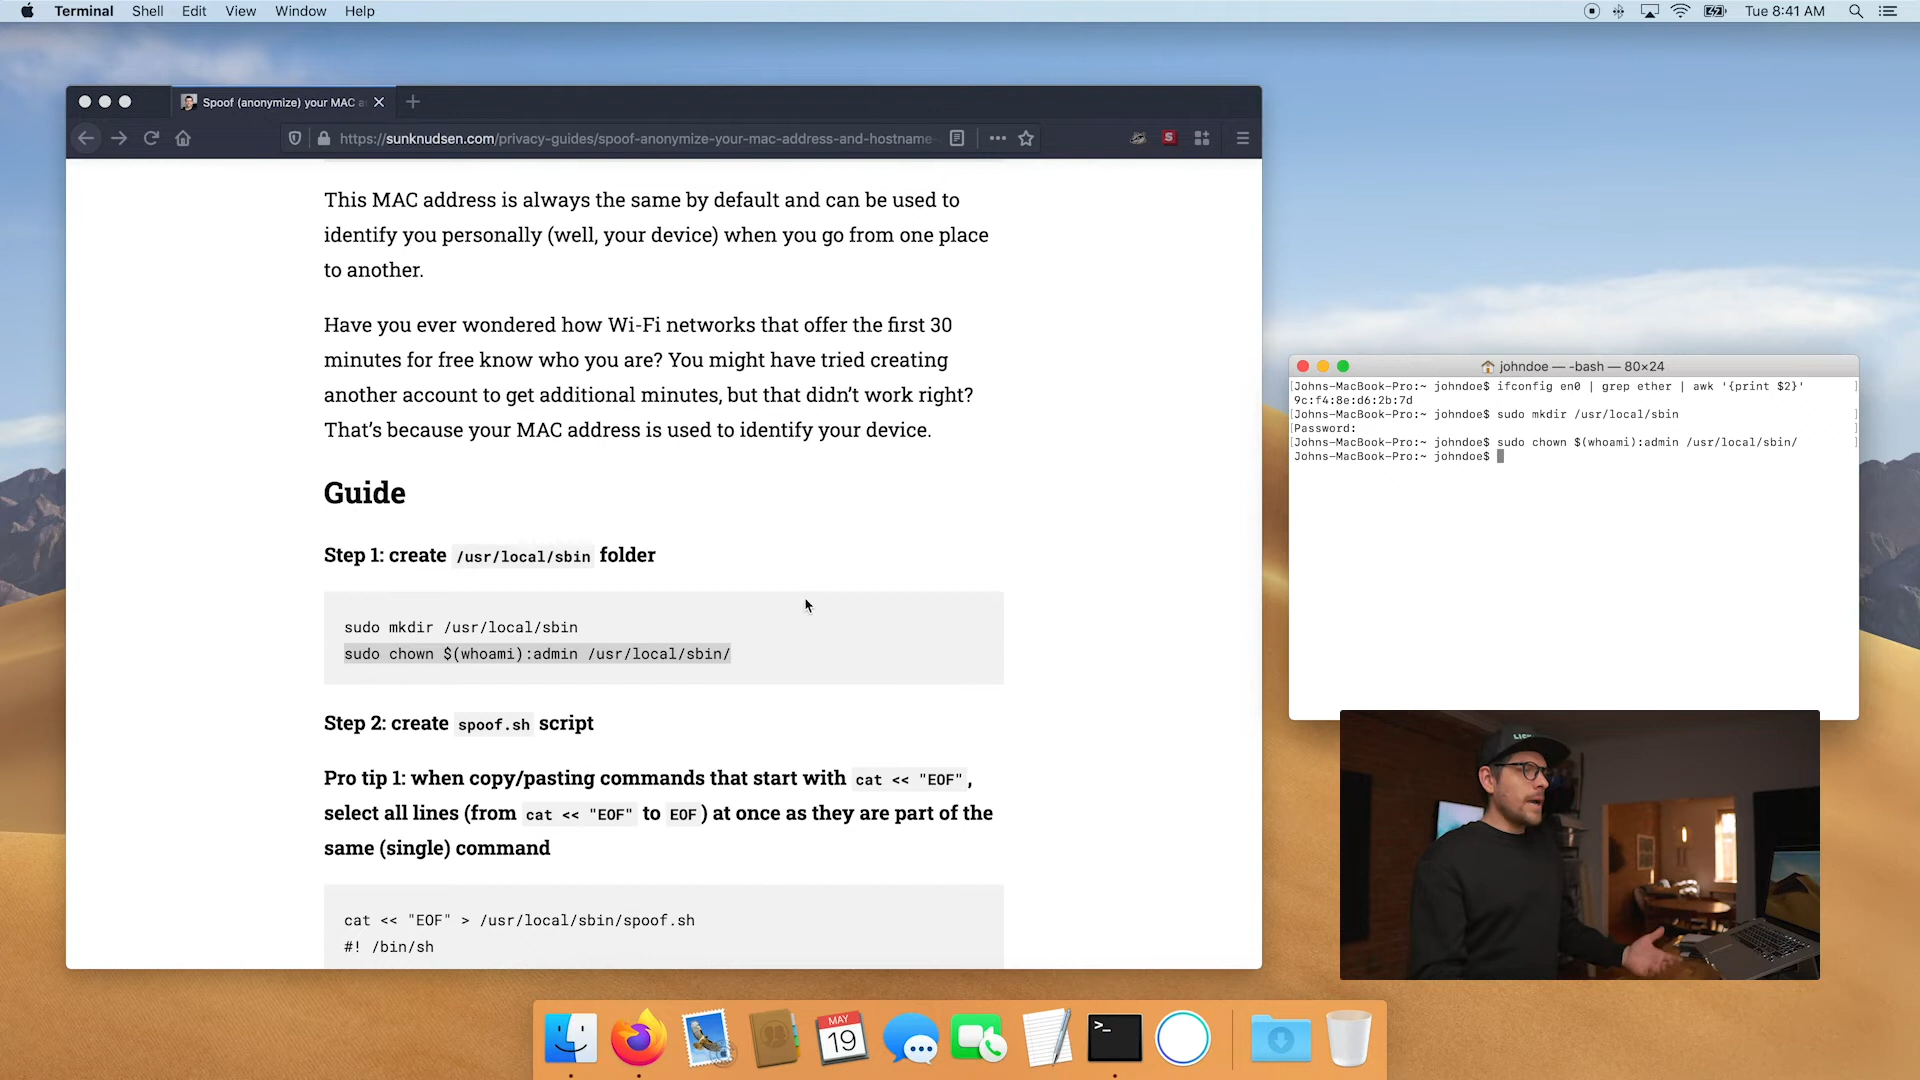 Terminal Shell Edit View Window Help
Tue 8:41 AM
Spoof (anonymize) your MAC a
https://sunknudsen.com/privacy-guides/spoof-anonymize-your-mac-address-and-hostname-
This MAC address is always the same by default and can be used to
identify you personally (well, your device) when you go from one place
to another.
Have you ever wondered how Wi-Fi networks that offer the first 30
minutes for free know who you are? You might have tried creating
another account to get additional minutes, but that didn’t work right?
That’s because your MAC address is used to identify your device.
Guide
Step 1: create /usr/local/sbin folder
sudo mkdir /usr/local/sbin
sudo chown $(whoami):admin /usr/local/sbin/
Step 2: create spoof.sh script
Pro tip 1: when copy/pasting commands that start with cat << "EOF",
select all lines (from cat << "EOF" to EOF) at once as they are part of the
same (single) command
cat << "EOF" > /usr/local/sbin/spoof.sh
#! /bin/sh
johndoe — -bash — 80×24
[Johns-MacBook-Pro:~ johndoe$ ifconfig en0 | grep ether | awk '{print $2}' ]
9c:f4:8e:d6:2b:7d
[Johns-MacBook-Pro:~ johndoe$ sudo mkdir /usr/local/sbin ]
[Password: ]
[Johns-MacBook-Pro:~ johndoe$ sudo chown $(whoami):admin /usr/local/sbin/ ]
Johns-MacBook-Pro:~ johndoe$
MAY
19
>_
S